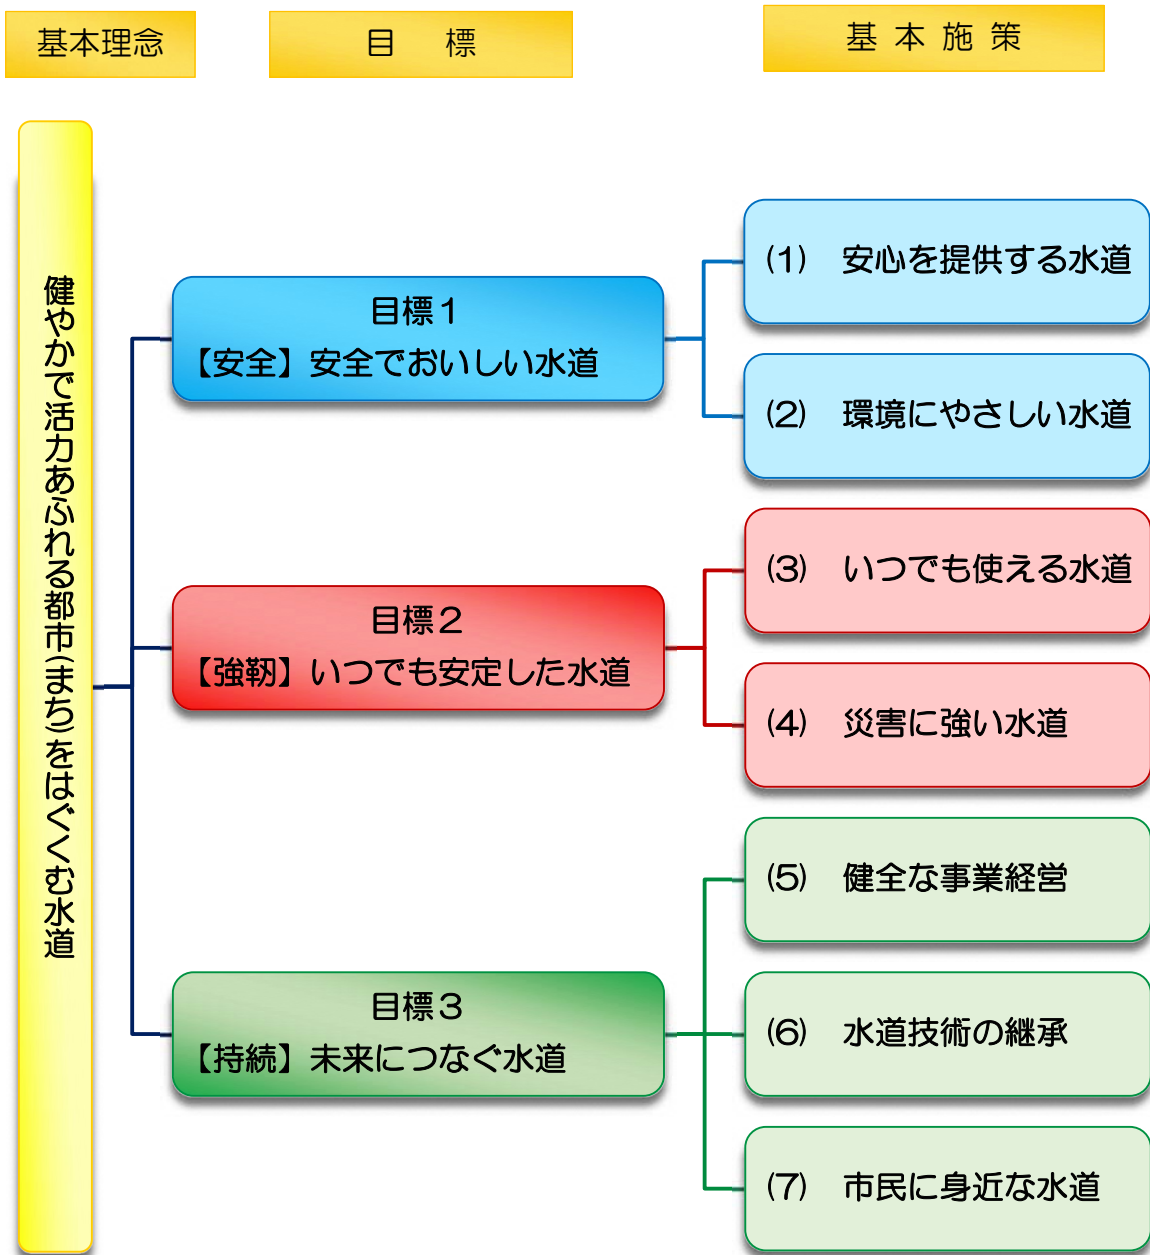 基本理念
目 標
基 本 施 策
健やかで活力あふれる都市(まち)をはぐくむ水道
目標1
【安全】安全でおいしい水道
(1) 安心を提供する水道
(2) 環境にやさしい水道
目標2
【強靭】いつでも安定した水道
(3) いつでも使える水道
(4) 災害に強い水道
目標3
【持続】未来につなぐ水道
(5) 健全な事業経営
(6) 水道技術の継承
(7) 市民に身近な水道